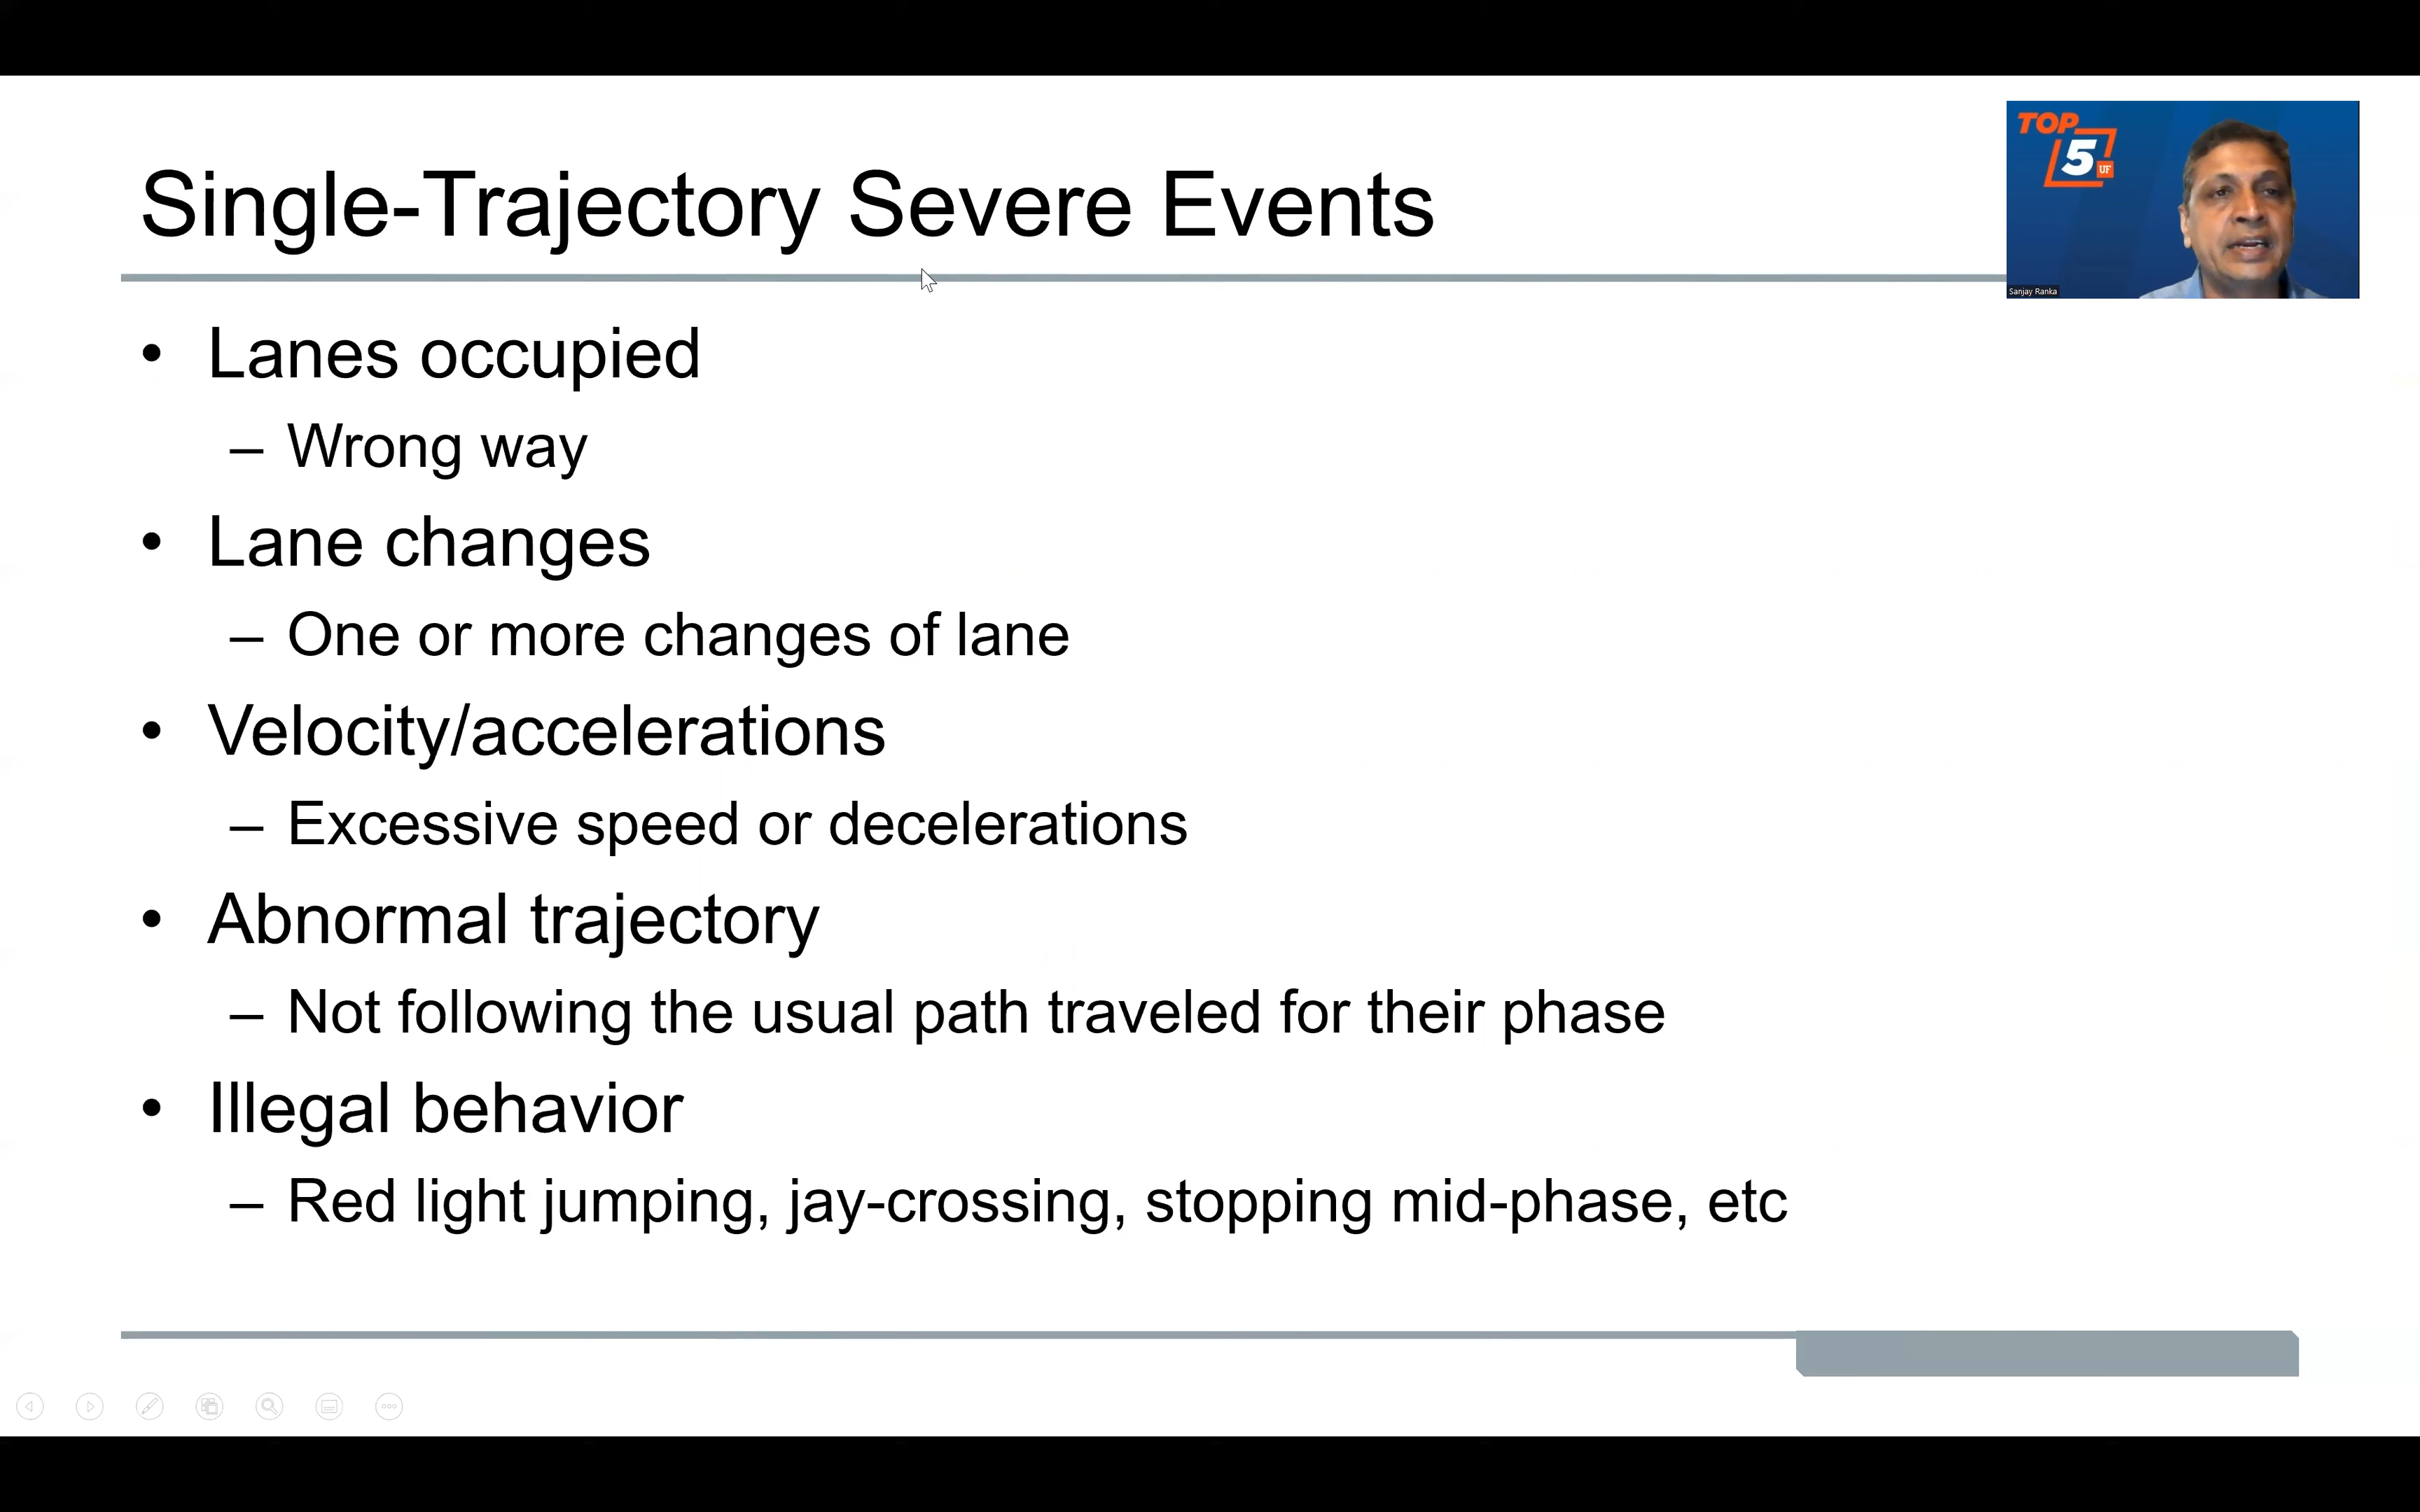 Single-Trajectory Severe Events
TOP
5
UF
Sanjay Ranka
• Lanes occupied
– Wrong way
• Lane changes
– One or more changes of lane
• Velocity/accelerations
– Excessive speed or decelerations
• Abnormal trajectory
– Not following the usual path traveled for their phase
• Illegal behavior
– Red light jumping, jay-crossing, stopping mid-phase, etc